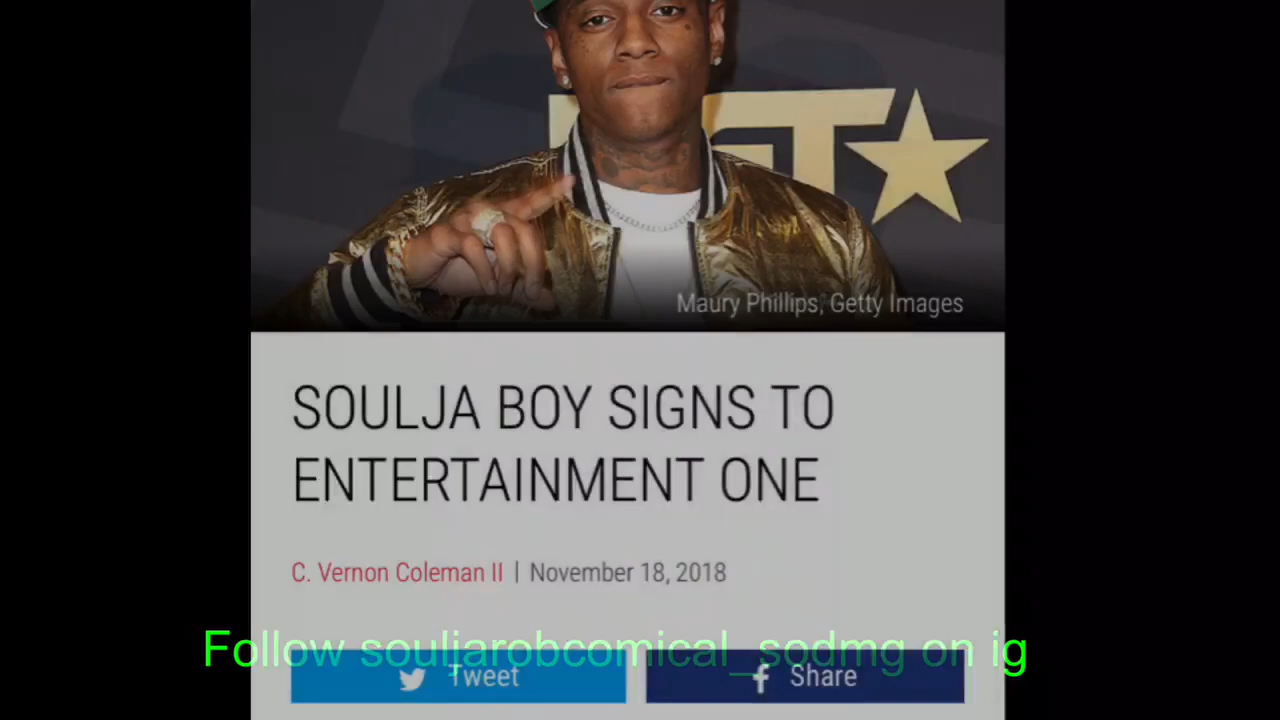 Maury Phillips, Getty Images
SOULJA BOY SIGNS TO
ENTERTAINMENT ONE
C. Vernon Coleman II | November 18, 2018
Follow souljarobcomical_sodmg on ig
Tweet
Share